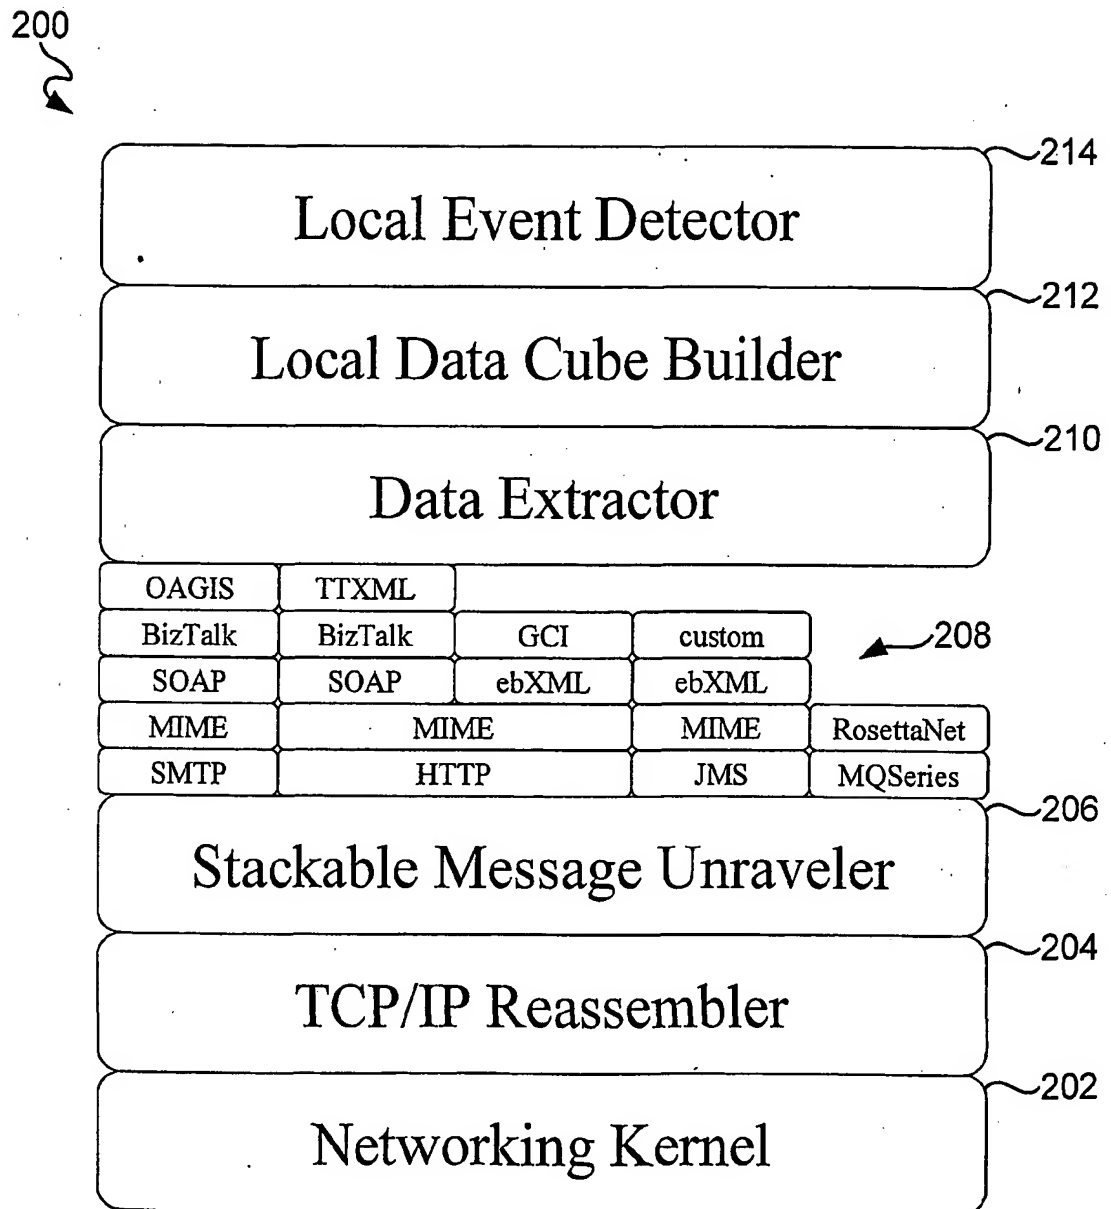 200
214
Local Event Detector
212
Local Data Cube Builder
210
Data Extractor
OAGIS TTXML
BizTalk BizTalk GCI custom
208
SOAP SOAP ebXML ebXML
MIME MIME MIME RosettaNet
SMTP HTTP JMS MQSeries
206
Stackable Message Unraveler
204
TCP/IP Reassembler
202
Networking Kernel